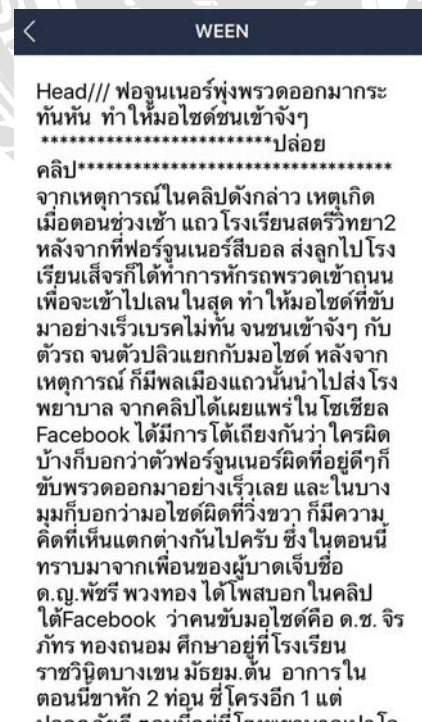 WEEN
Head/// ฟอจูนเนอร์พุ่งพรวดออกมากระ
ทันหัน ทำให้มอไซด์ชนเข้าจังๆ
*************************ปล่อย
คลิป**********************************
จากเหตุการณ์ในคลิปดังกล่าว เหตุเกิด
เมื่อตอนช่วงเช้า แถวโรงเรียนสตรีวิทยา2
หลังจากที่ฟอร์จูนเนอร์สีบอล ส่งลูกไปโรง
เรียนเส็จรก็ได้ทำการหักรถพรวดเข้าถนน
เพื่อจะเข้าไปเลนในสุด ทำให้มอไซด์ที่ขับ
มาอย่างเร็วเบรคไม่ทัน จนชนเข้าจังๆ กับ
ตัวรถ จนตัวปลิวแยกกับมอไซด์ หลังจาก
เหตุการณ์ ก็มีพลเมืองแถวนั้นนำไปส่งโรง
พยาบาล จากคลิปได้เผยแพร่ในโซเชียล
Facebook ได้มีการโต้เถียงกันว่าใครผิด
บ้างก็บอกว่าตัวฟอร์จูนเนอร์ผิดที่อยู่ดีๆก็
ขับพรวดออกมาอย่างเร็วเลย และในบาง
มุมก็บอกว่ามอไซด์ผิดที่วิ่งขวา ก็มีความ
คิดที่เห็นแตกต่างกันไปครับ ซึ่งในตอนนี้
ทราบมาจากเพื่อนของผู้บาดเจ็บชื่อ
ด.ญ.พัชรี พวงทอง ได้โพสบอกในคลิป
ใต้Facebook ว่าคนขับมอไซด์คือ ด.ช. จิร
ภัทร ทองถนอม ศึกษาอยู่ที่โรงเรียน
ราชวินิตบางเขน มัธยม.ต้น อาการใน
ตอนนี้ขาหัก 2 ท่อน ซี่โครงอีก 1 แต่